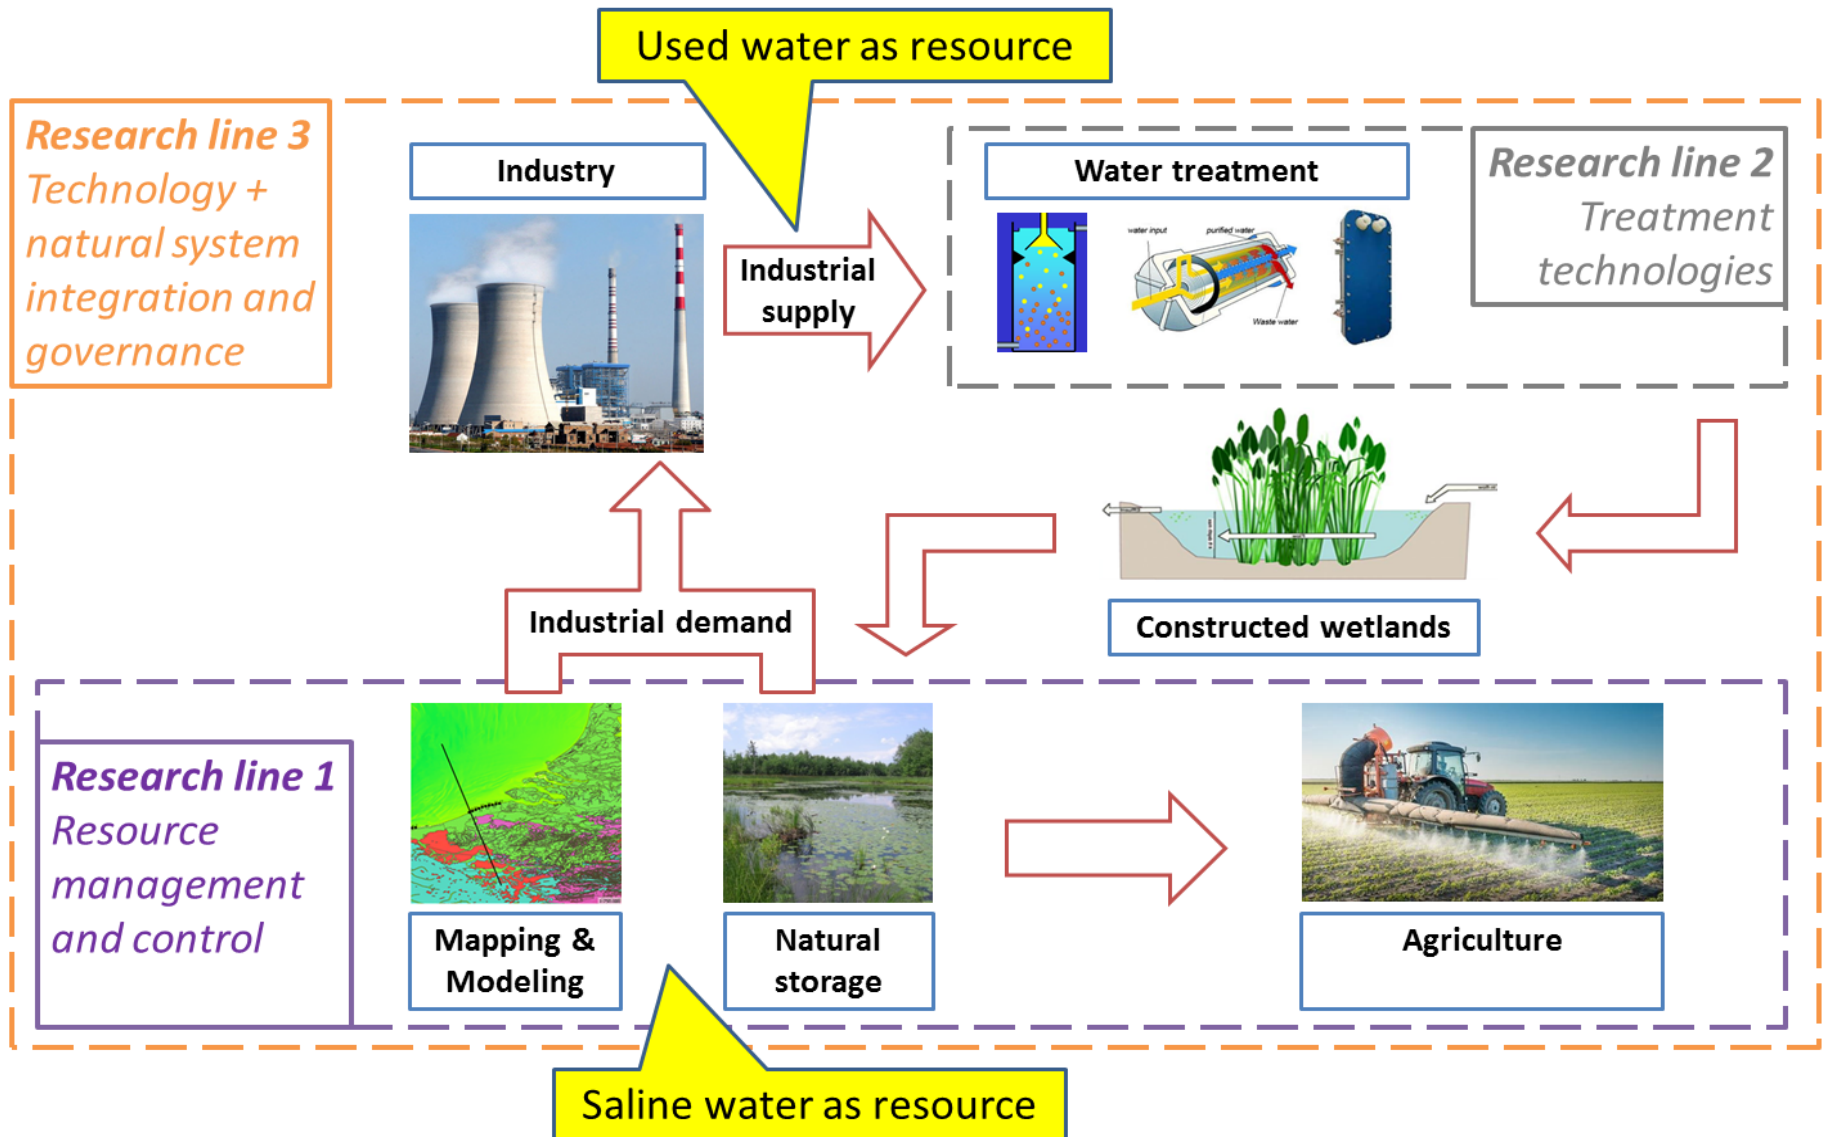 Used water as resource
Research line 3
Technology +
natural system
integration and
governance
Industry
Industrial
supply
Water treatment
water input
purified water
Waste water
Research line 2
Treatment
technologies
Constructed wetlands
Industrial demand
Research line 1
Resource
management
and control
Mapping &
Modeling
Natural
storage
Agriculture
Saline water as resource